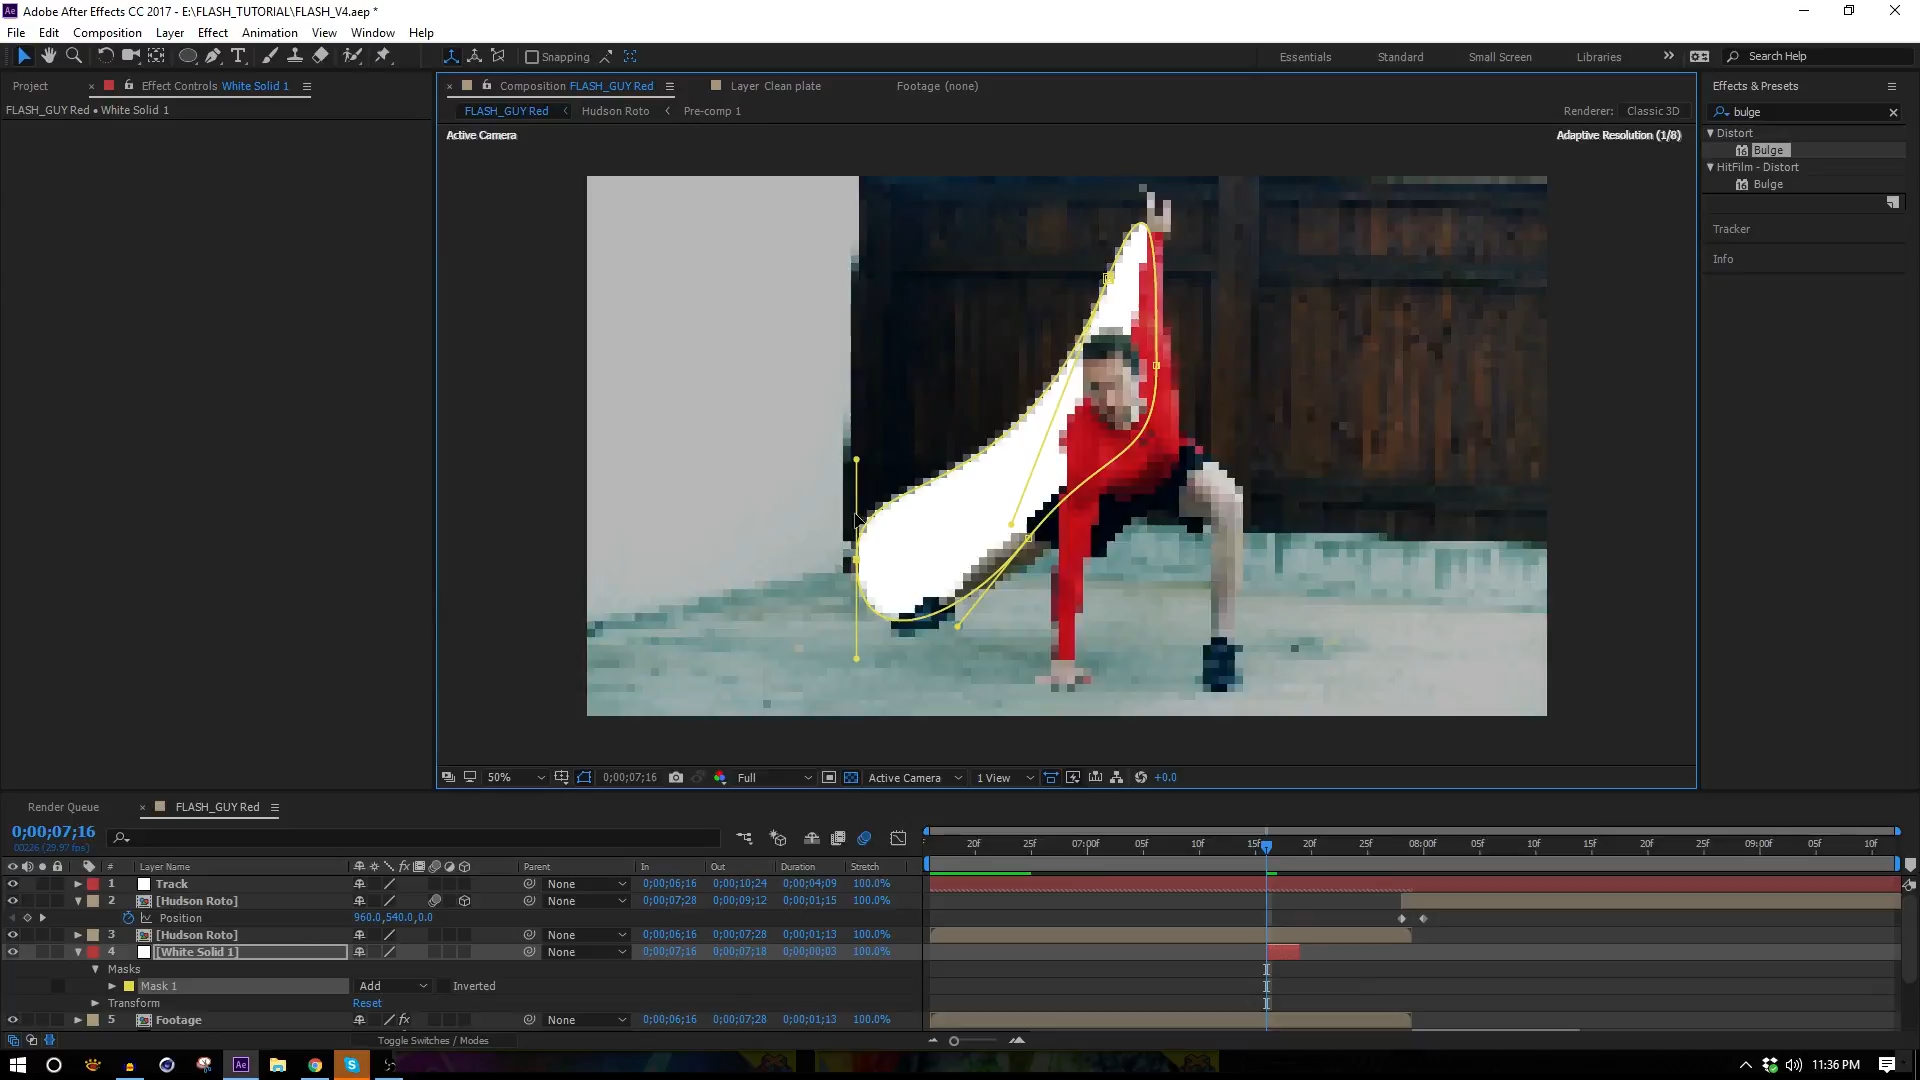 Adobe After Effects CC 2017 - E:\FLASH_TUTORIAL\FLASH_V4.aep *
File Edit Composition Layer Effect Animation View Window Help
Snapping Essentials Standard Small Screen Libraries Search Help
Project Effect Controls White Solid 1 Composition FLASH_GUY Red Layer Clean plate Footage (none) Effects & Presets
FLASH_GUY Red • White Solid 1 FLASH_GUY Red Hudson Roto Pre-comp 1 Renderer: Classic 3D bulge
Active Camera Adaptive Resolution (1/8) Distort
Bulge
HitFilm - Distort
Bulge
Tracker
Info
50% 0;00;07;16 Full Active Camera 1 View +0.0
Render Queue FLASH_GUY Red
0;00;07;16
00226 (29.97 fps)
20f 25f 07:00f 05f 10f 15f 20f 25f 08:00f 05f 10f 15f 20f 25f 09:00f 05f 10f
# Layer Name Parent In Out Duration Stretch
1 Track None 0;00;06;16 0;00;10;24 0;00;04;09 100.0%
2 [Hudson Roto] None 0;00;07;28 0;00;09;12 0;00;01;15 100.0%
Position 960.0,540.0,0.0
3 [Hudson Roto] None 0;00;06;16 0;00;07;28 0;00;01;13 100.0%
4 [White Solid 1] None 0;00;07;16 0;00;07;18 0;00;00;03 100.0%
Masks
Mask 1 Add Inverted
Transform Reset
5 Footage None 0;00;06;16 0;00;07;28 0;00;01;13 100.0%
Toggle Switches / Modes
11:36 PM